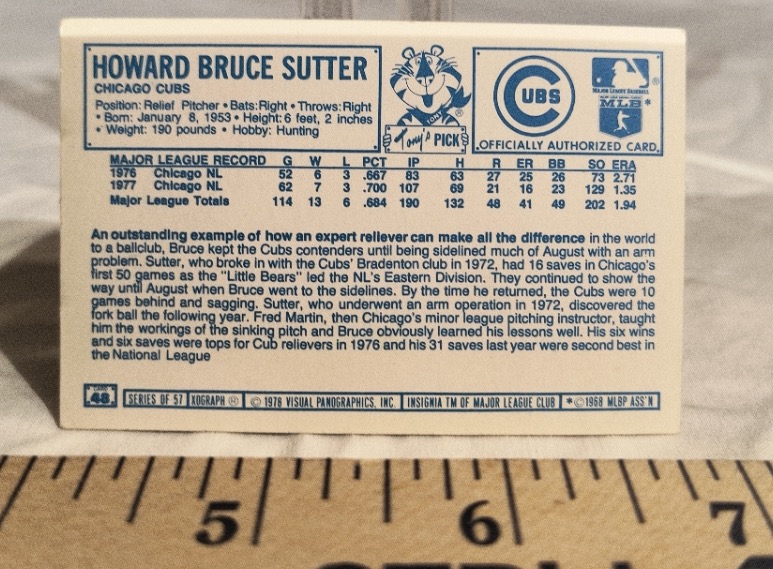 HOWARD BRUCE SUTTER
CHICAGO CUBS
Position: Relief Pitcher • Bats: Right • Throws: Right
• Born: January 8, 1953 • Height: 6 feet, 2 inches
• Weight: 190 pounds • Hobby: Hunting
TONY
Tony's PICK
CUBS
MAJOR LEAGUE BASEBALL
®
MLB*
OFFICIALLY AUTHORIZED CARD
MAJOR LEAGUE RECORD G W L PCT IP H R ER BB SO ERA
1976 Chicago NL 52 6 3 .667 83 63 27 25 26 73 2.71
1977 Chicago NL 62 7 3 .700 107 69 21 16 23 129 1.35
Major League Totals 114 13 6 .684 190 132 48 41 49 202 1.94
An outstanding example of how an expert reliever can make all the difference in the world
to a ballclub, Bruce kept the Cubs contenders until being sidelined much of August with an arm
problem. Sutter, who broke in with the Cubs' Bradenton club in 1972, had 16 saves in Chicago's
first 50 games as the "Little Bears" led the NL's Eastern Division. They continued to show the
way until August when Bruce went to the sidelines. By the time he returned, the Cubs were 10
games behind and sagging. Sutter, who underwent an arm operation in 1972, discovered the
fork ball the following year. Fred Martin, then Chicago's minor league pitching instructor, taught
him the workings of the sinking pitch and Bruce obviously learned his lessons well. His six wins
and six saves were tops for Cub relievers in 1976 and his 31 saves last year were second best in
the National League
CARD
48 SERIES OF 57 XOGRAPH ® © 1978 VISUAL PANOGRAPHICS, INC. INSIGNIA TM OF MAJOR LEAGUE CLUB * © 1968 MLBP ASS'N
5 6 7